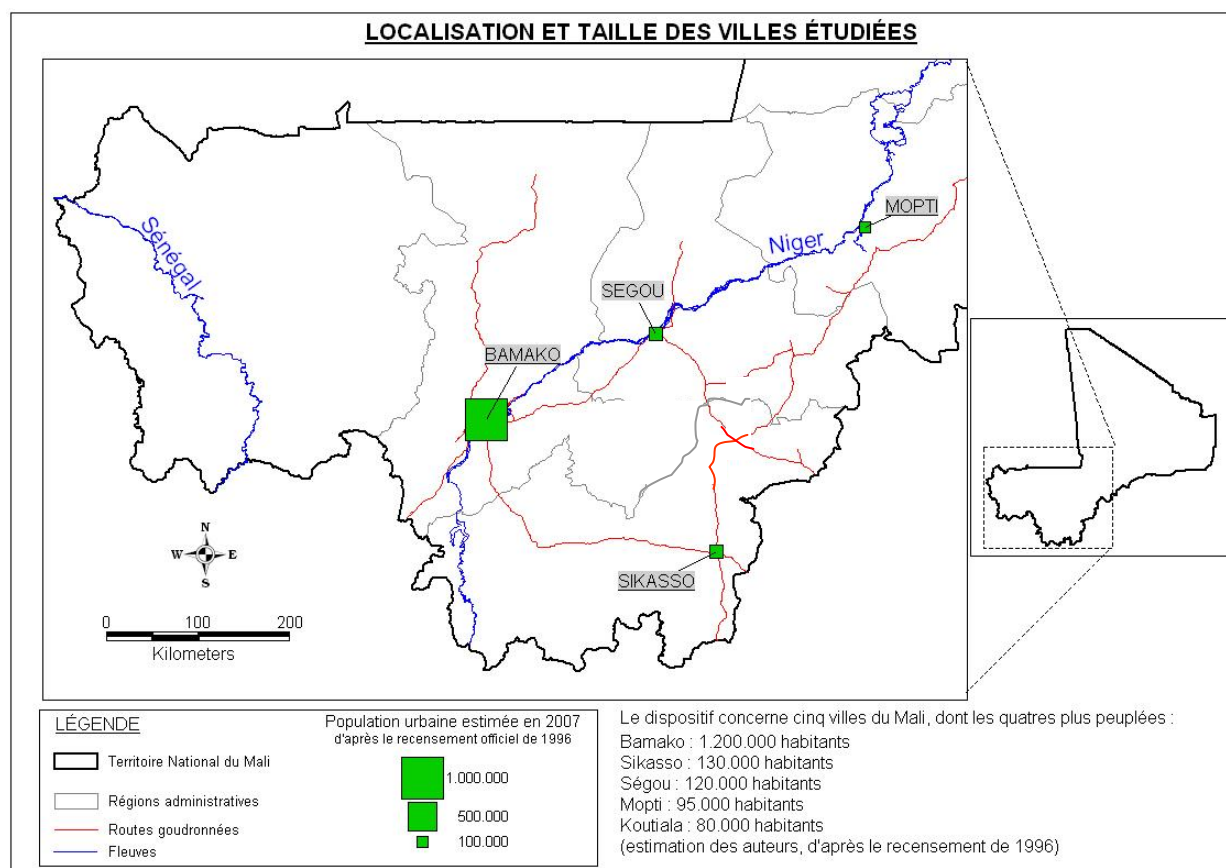 LOCALISATION ET TAILLE DES VILLES ÉTUDIÉES
Sénégal
Niger
MOPTI
SEGOU
BAMAKO
SIKASSO
N
W E
S
0 100 200
Kilometers
LÉGENDE
Territoire National du Mali
Régions administratives
Routes goudronnées
Fleuves
Population urbaine estimée en 2007
d'après le recensement officiel de 1996
1.000.000
500.000
100.000
Le dispositif concerne cinq villes du Mali, dont les quatres plus peuplées :
Bamako : 1.200.000 habitants
Sikasso : 130.000 habitants
Ségou : 120.000 habitants
Mopti : 95.000 habitants
Koutiala : 80.000 habitants
(estimation des auteurs, d'après le recensement de 1996)